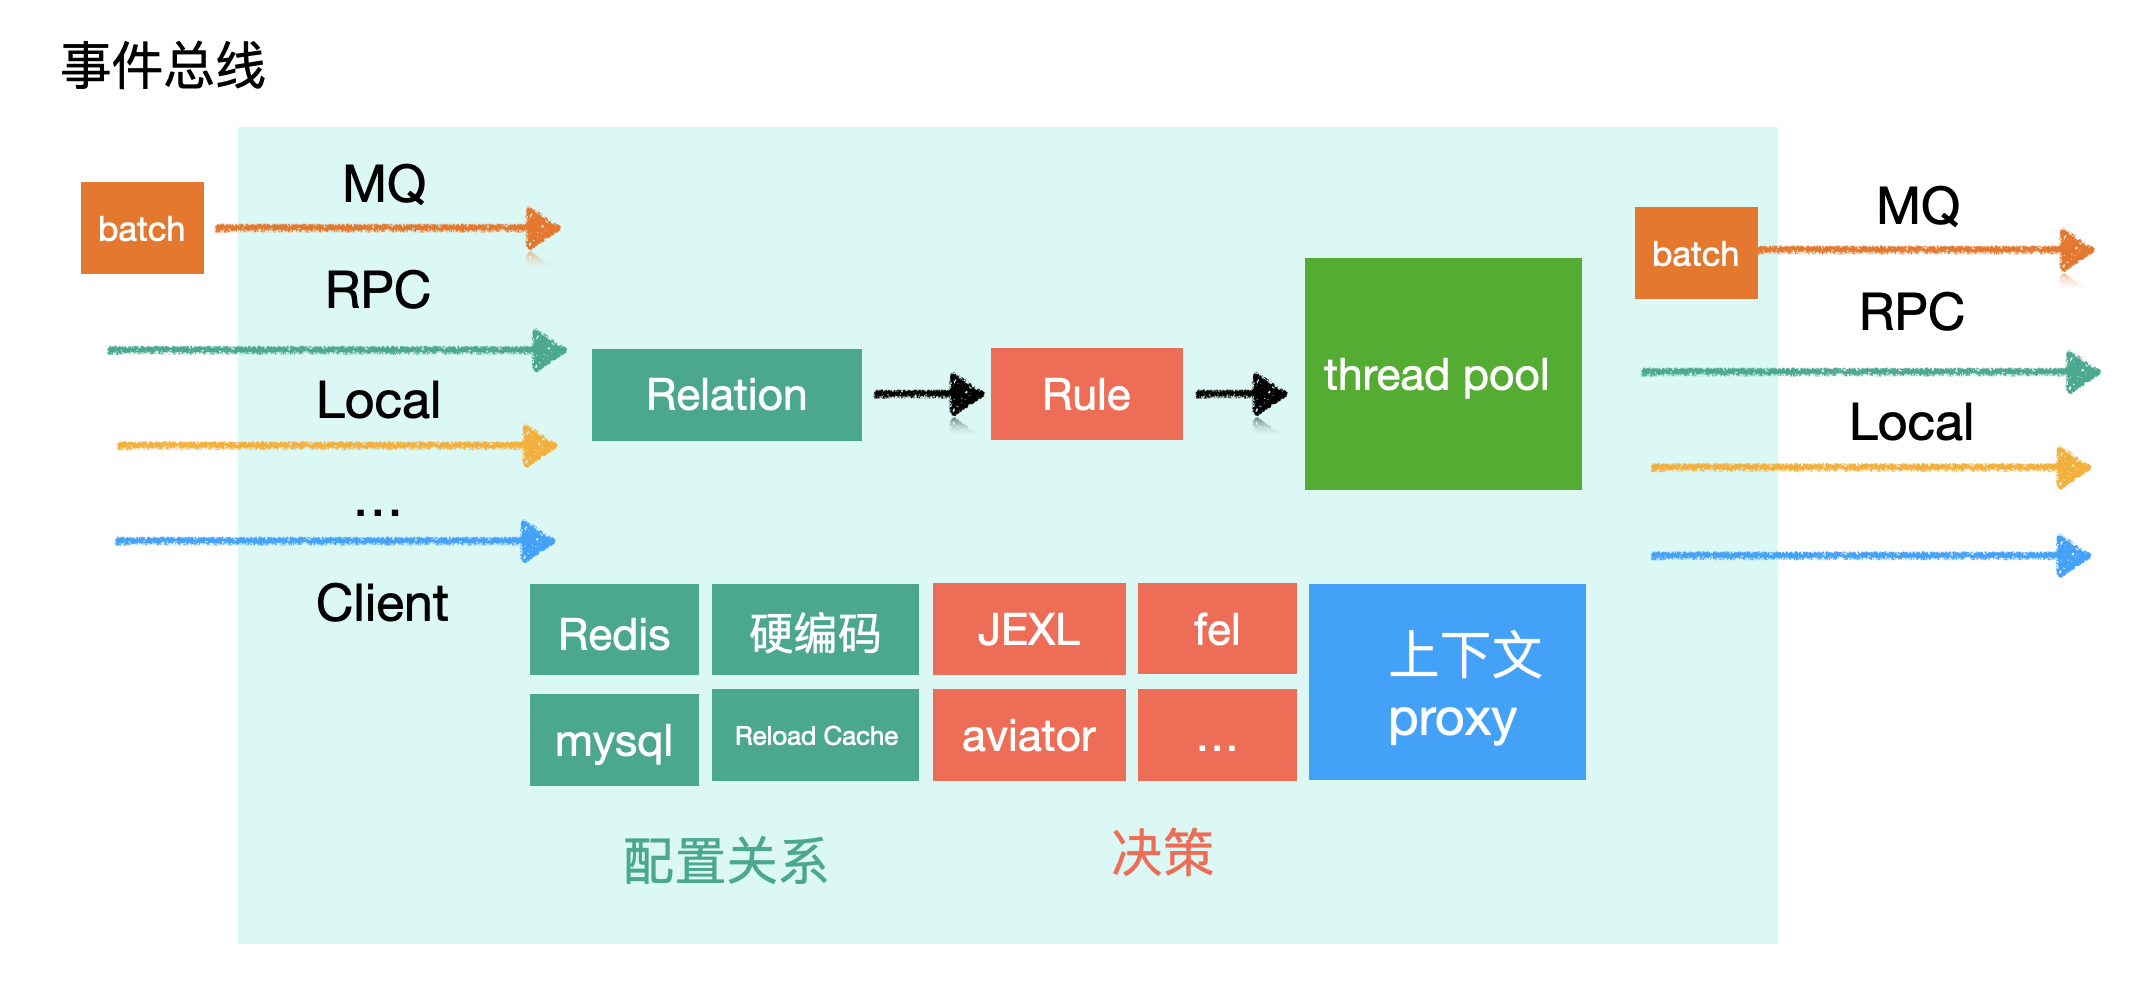 事件总线
batch
MQ
RPC
Local
...
Client
Relation
Rule
thread pool
batch
MQ
RPC
Local
Redis
硬编码
JEXL
fel
mysql
Reload Cache
aviator
...
上下文
proxy
配置关系
决策